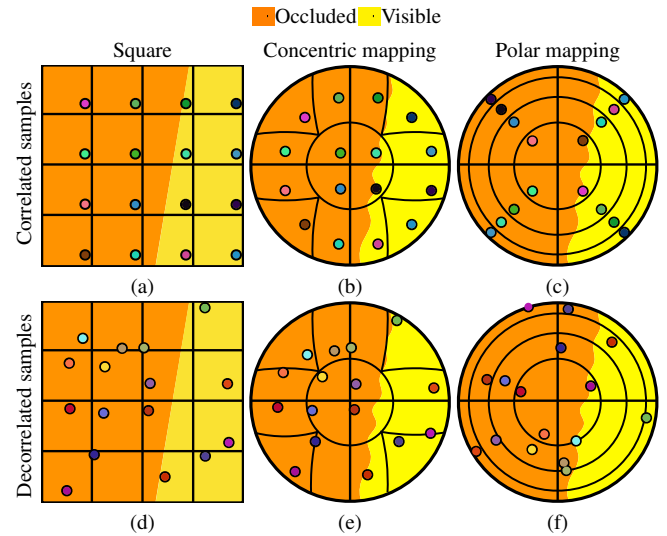 Occluded Visible
Square Concentric mapping Polar mapping
Correlated samples
(a) (b) (c)
Decorrelated samples
(d) (e) (f)